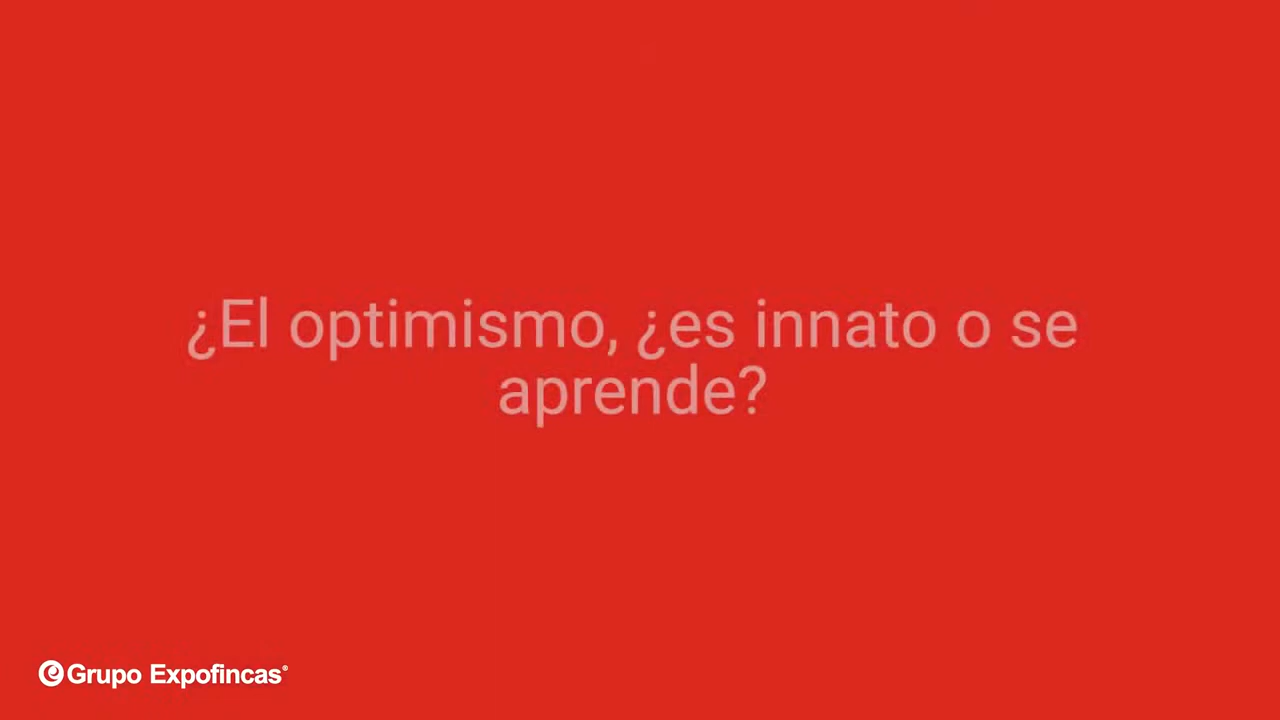 ¿El optimismo, ¿es innato o se
aprende?
Grupo Expofincas®